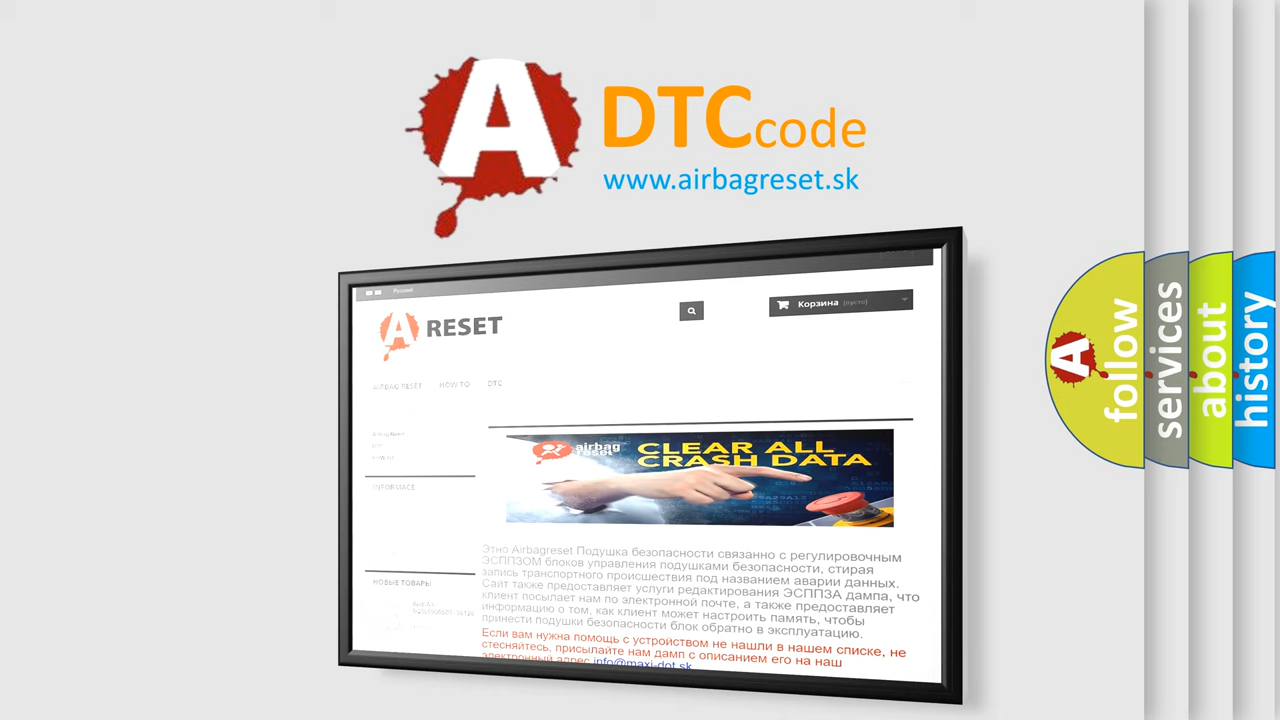 A DTC code
www.airbagreset.sk
Русский
A RESET
Корзина (пусто)
AIRBAG RESET HOW TO DTC
INFORMACE
НОВЫЕ ТОВАРЫ
airbag
reset
CLEAR ALL
CRASH DATA
Этно Airbagreset Подушка безопасности связанно с регулировочным
ЭСППЗОМ блоков управления подушками безопасности, стирая
запись транспортного происшествия под названием аварии данных.
Сайт также предоставляет услуги редактирования ЭСППЗА дампа, что
клиент посылает нам по электронной почте, а также предоставляет
информацию о том, как клиент может настроить память, чтобы
принести подушки безопасности блок обратно в эксплуатацию.
Если вам нужна помощь с устройством не нашли в нашем списке, не
стесняйтесь, присылайте нам дамп с описанием его на наш
электронный адрес info@maxi-dot.sk
A
follow
services
about
history